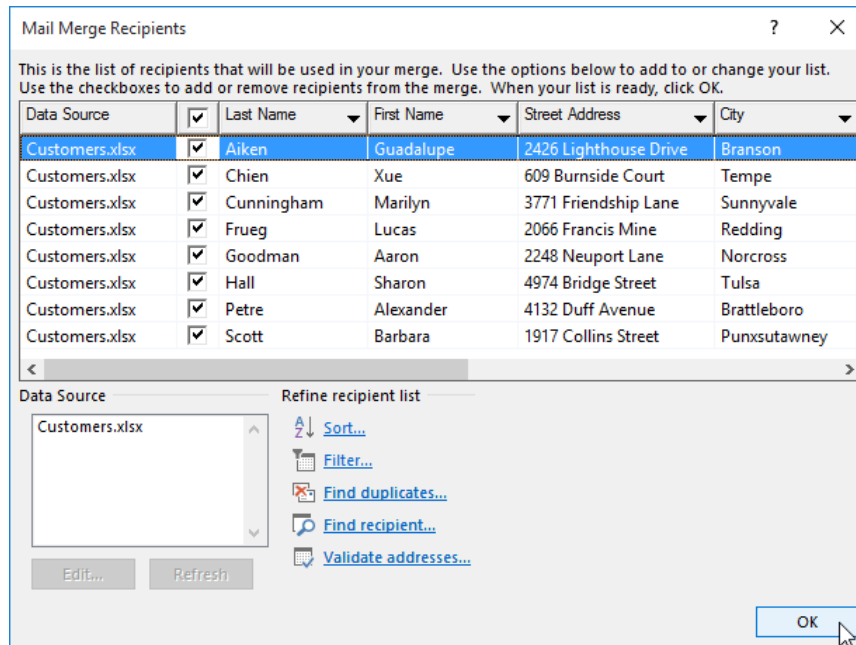 Mail Merge Recipients
This is the list of recipients that will be used in your merge. Use the options below to add to or change your list.
Use the checkboxes to add or remove recipients from the merge. When your list is ready, click OK.
Data Source Last Name First Name Street Address City
Customers.xlsx Aiken Guadalupe 2426 Lighthouse Drive Branson
Customers.xlsx Chien Xue 609 Burnside Court Tempe
Customers.xlsx Cunningham Marilyn 3771 Friendship Lane Sunnyvale
Customers.xlsx Frueg Lucas 2066 Francis Mine Redding
Customers.xlsx Goodman Aaron 2248 Neuport Lane Norcross
Customers.xlsx Hall Sharon 4974 Bridge Street Tulsa
Customers.xlsx Petre Alexander 4132 Duff Avenue Brattleboro
Customers.xlsx Scott Barbara 1917 Collins Street Punxsutawney
Data Source Refine recipient list
Customers.xlsx
Sort...
Filter...
Find duplicates...
Find recipient...
Validate addresses...
Edit... Refresh
OK